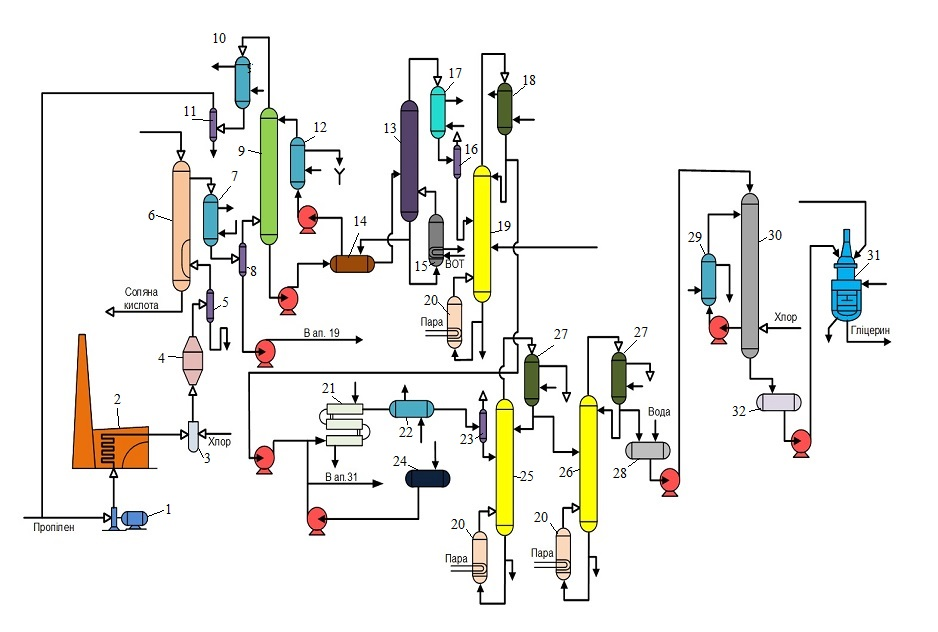 10
17
18
11
12
13
9
16
7
6
14
19
29
30
31
8
15
ВОТ
Соляна
кислота
5
20
Пара
В ап. 19
Хлор
Гліцерин
4
27
27
21
2
22
32
Вода
23
Хлор
3
24
25
26
28
В ап.31
1
Пропілен
20
20
Пара
Пара